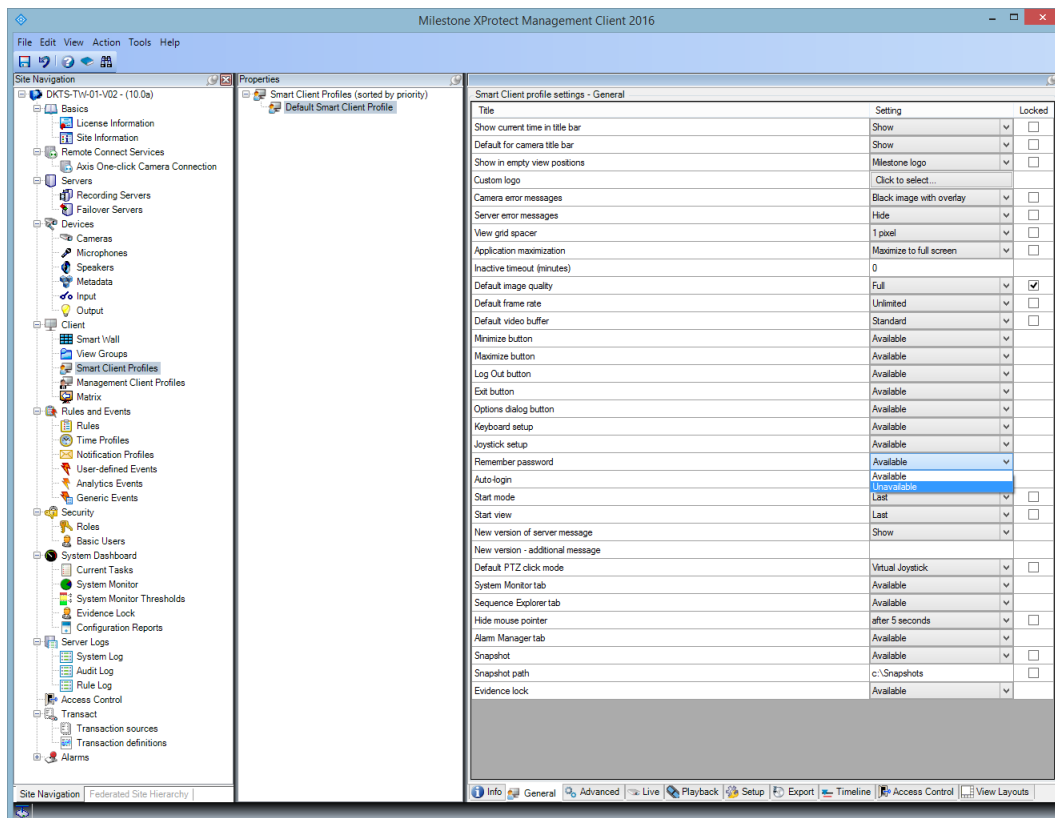 Milestone XProtect Management Client 2016
File Edit View Action Tools Help
Site Navigation
DKTS-TW-01-V02 - (10.0a)
Basics
License Information
Site Information
Remote Connect Services
Axis One-click Camera Connection
Servers
Recording Servers
Failover Servers
Devices
Cameras
Microphones
Speakers
Metadata
Input
Output
Client
Smart Wall
View Groups
Smart Client Profiles
Management Client Profiles
Matrix
Rules and Events
Rules
Time Profiles
Notification Profiles
User-defined Events
Analytics Events
Generic Events
Security
Roles
Basic Users
System Dashboard
Current Tasks
System Monitor
System Monitor Thresholds
Evidence Lock
Configuration Reports
Server Logs
System Log
Audit Log
Rule Log
Access Control
Transact
Transaction sources
Transaction definitions
Alarms
Site Navigation Federated Site Hierarchy
Properties
Smart Client Profiles (sorted by priority)
Default Smart Client Profile
Smart Client profile settings - General
Title Setting Locked
Show current time in title bar Show
Default for camera title bar Show
Show in empty view positions Milestone logo
Custom logo Click to select...
Camera error messages Black image with overlay
Server error messages Hide
View grid spacer 1 pixel
Application maximization Maximize to full screen
Inactive timeout (minutes) 0
Default image quality Full
Default frame rate Unlimited
Default video buffer Standard
Minimize button Available
Maximize button Available
Log Out button Available
Exit button Available
Options dialog button Available
Keyboard setup Available
Joystick setup Available
Remember password Available
Auto-login Available
Unavailable
Start mode Last
Start view Last
New version of server message Show
New version - additional message
Default PTZ click mode Virtual Joystick
System Monitor tab Available
Sequence Explorer tab Available
Hide mouse pointer after 5 seconds
Alarm Manager tab Available
Snapshot Available
Snapshot path c:\Snapshots
Evidence lock Available
Info General Advanced Live Playback Setup Export Timeline Access Control View Layouts